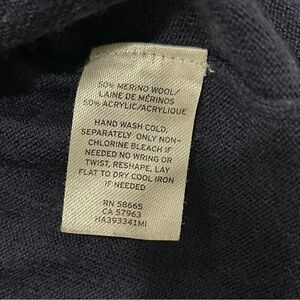 50% MERINO WOOL/
LAINE DE MÉRINOS
50% ACRYLIC/ACRYLIQUE
HAND WASH COLD,
SEPARATELY ONLY NON-
CHLORINE BLEACH IF
NEEDED NO WRING OR
TWIST, RESHAPE, LAY
FLAT TO DRY COOL IRON
IF NEEDED
RN 58665
CA 57963
HA393341MI